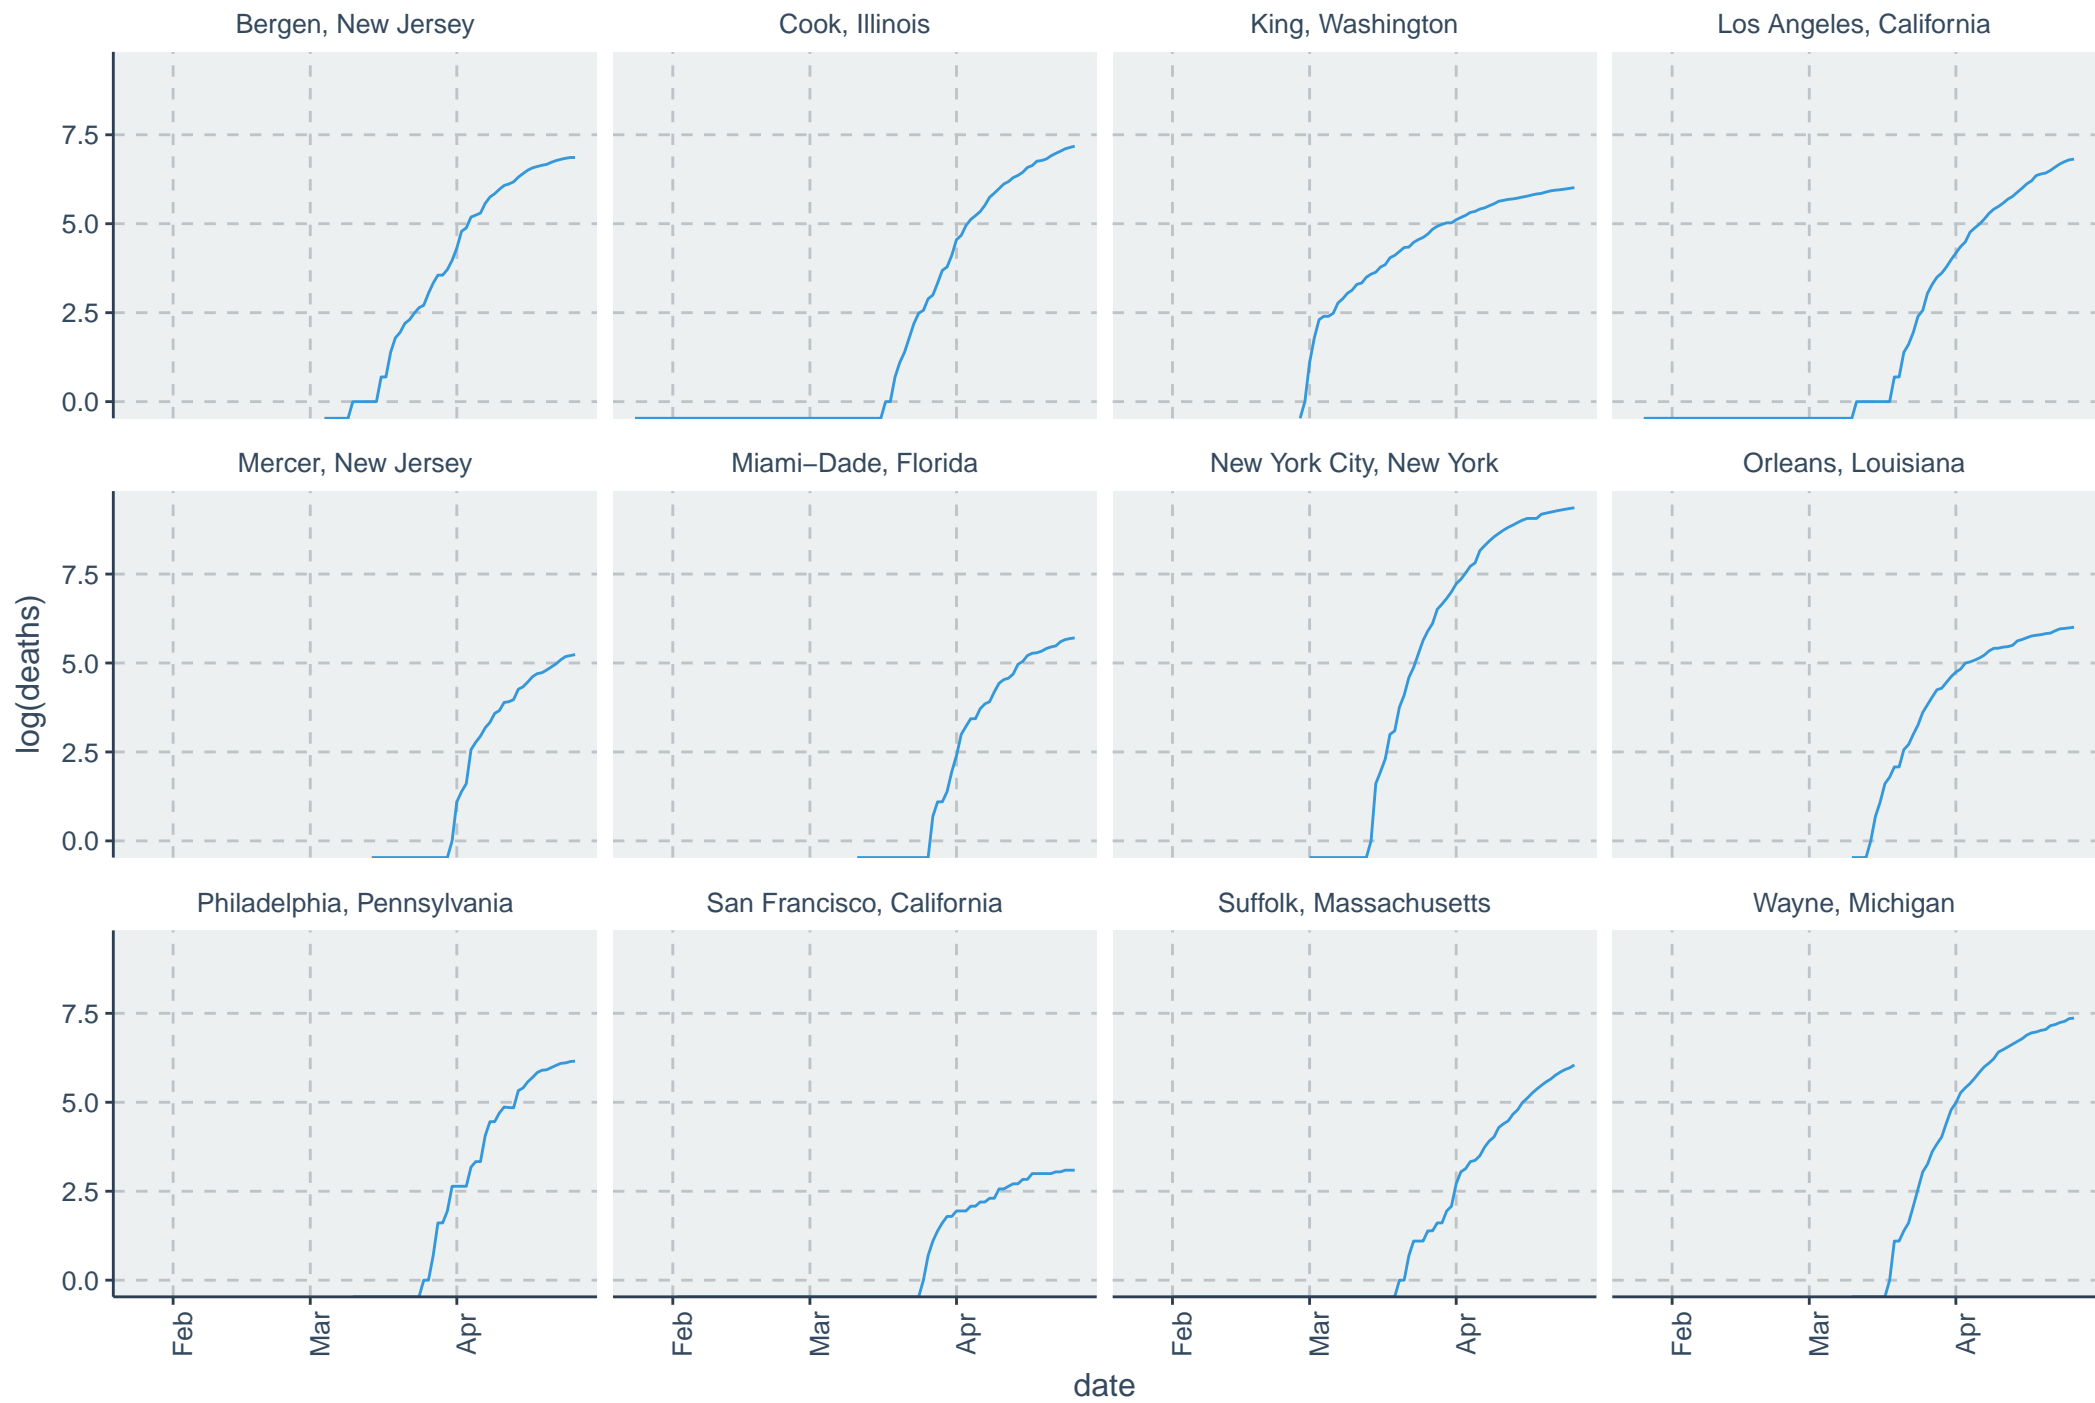 Bergen, New Jersey
Cook, Illinois
King, Washington
Los Angeles, California
7.5
5.0
2.5
0.0
Mercer, New Jersey
Miami−Dade, Florida
New York City, New York
Orleans, Louisiana
7.5
5.0
2.5
0.0
log(deaths)
Philadelphia, Pennsylvania
San Francisco, California
Suffolk, Massachusetts
Wayne, Michigan
7.5
5.0
2.5
0.0
Feb
Mar
Apr
Feb
Mar
Apr
Feb
Mar
Apr
Feb
Mar
Apr
date